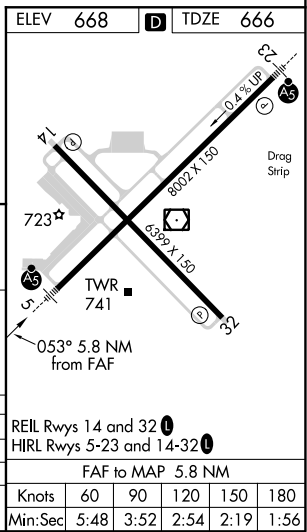 ELEV 668 D TDZE 666
23
A5
0.4% UP
P
14
P
8002 X 150
Drag
Strip
723
6399 X 150
A5
TWR
741
5
P
32
053° 5.8 NM
from FAF
REIL Rwys 14 and 32 L
HIRL Rwys 5-23 and 14-32 L
FAF to MAP 5.8 NM
Knots 60 90 120 150 180
Min:Sec 5:48 3:52 2:54 2:19 1:56